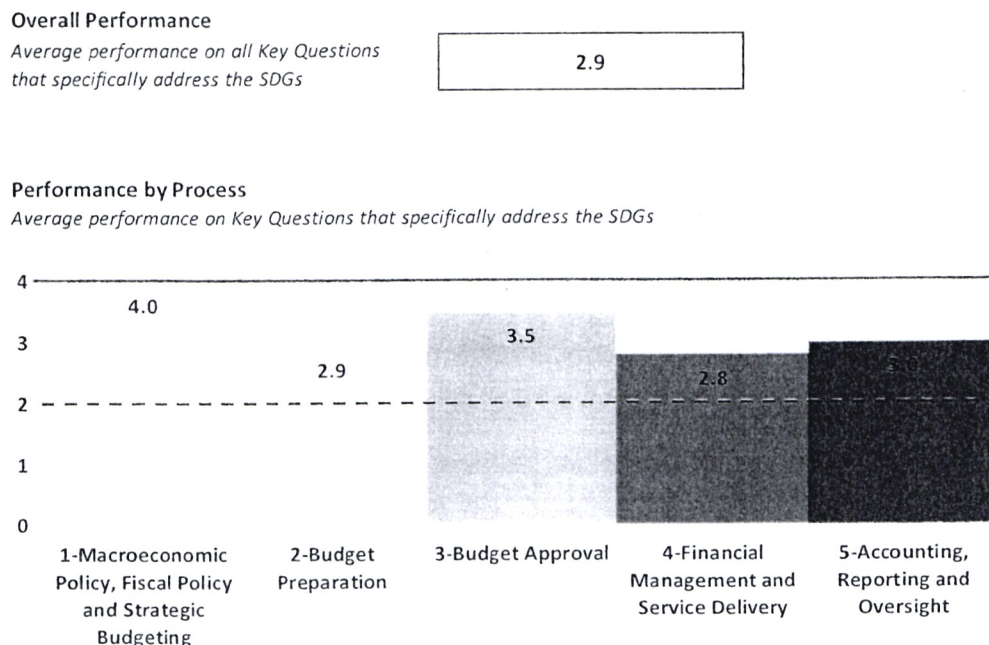 Overall Performance
Average performance on all Key Questions
that specifically address the SDGs
2.9
Performance by Process
Average performance on Key Questions that specifically address the SDGs
4
4.0
3
2.9
3.5
2.8
3.0
2
1
0
1-Macroeconomic
Policy, Fiscal Policy
and Strategic
Budgeting
2-Budget
Preparation
3-Budget Approval
4-Financial
Management and
Service Delivery
5-Accounting,
Reporting and
Oversight